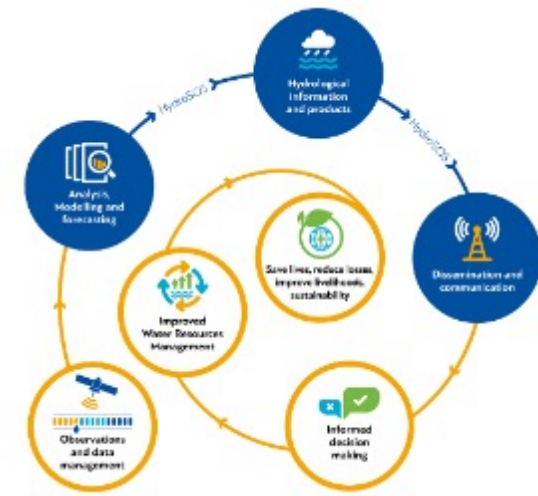 Hydrological
information
and products
HydroSOS
HydroSOS
Analysis,
Modelling and
forecasting
Dissemination and
communication
Save lives, reduce losses,
improve livelihoods,
sustainability
Improved
Water Resources
Management
Observations
and data
management
Informed
decision
making